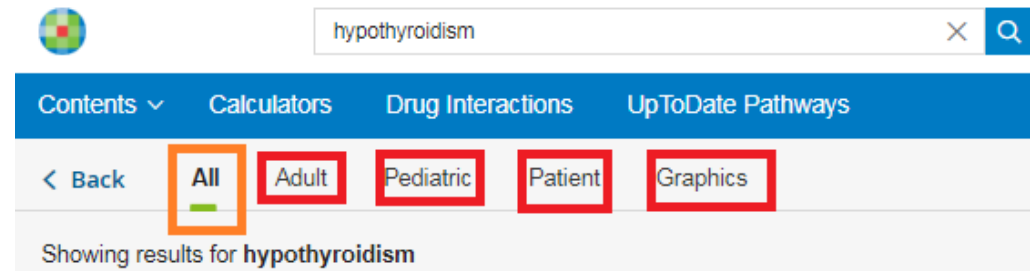 hypothyroidism
Contents Calculators Drug Interactions UpToDate Pathways
Back All Adult Pediatric Patient Graphics
Showing results for hypothyroidism